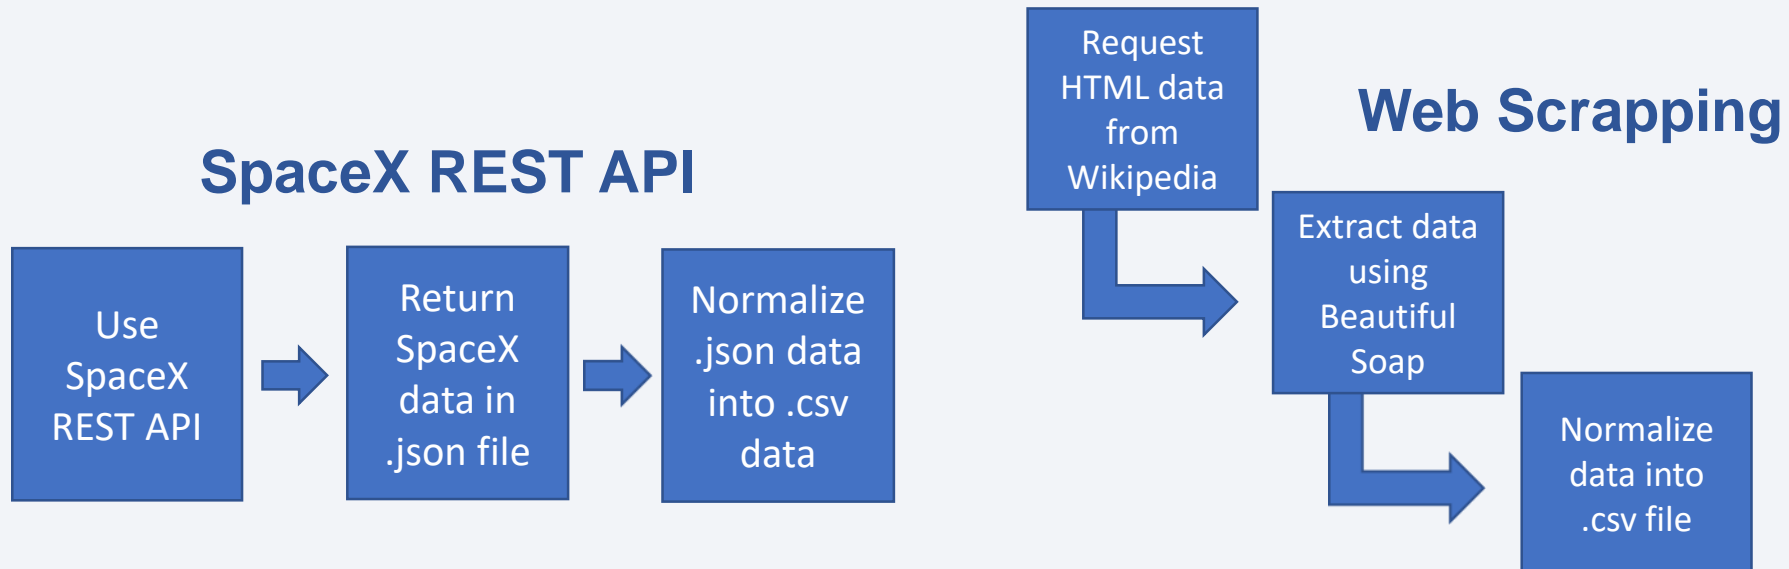 SpaceX REST API
Use
SpaceX
REST API
Return
SpaceX
data in
.json file
Normalize
.json data
into .csv
data
Web Scrapping
Request
HTML data
from
Wikipedia
Extract data
using
Beautiful
Soap
Normalize
data into
.csv file